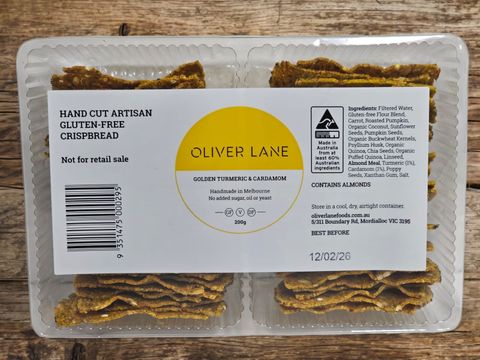 HAND CUT ARTISAN
GLUTEN-FREE
CRISPBREAD
Not for retail sale
9 351475 000295
OLIVER LANE
GOLDEN TURMERIC & CARDAMOM
Handmade in Melbourne
No added sugar, oil or yeast
GF V DF
200g
Made in
Australia
from at
least 60%
Australian
ingredients
Ingredients: Filtered Water,
Gluten-free Flour Blend,
Carrot, Roasted Pumpkin,
Organic Coconut, Sunflower
Seeds, Pumpkin Seeds,
Organic Buckwheat Kernels,
Psyllium Husk, Organic
Quinoa, Chia Seeds, Organic
Puffed Quinoa, Linseed,
Almond Meal, Turmeric (1%),
Cardamom (1%), Poppy
Seeds, Xanthan Gum, Salt.
CONTAINS ALMONDS
Store in a cool, dry, airtight container.
oliverlanefoods.com.au
5/311 Boundary Rd, Mordialloc VIC 3195
BEST BEFORE
12/02/26